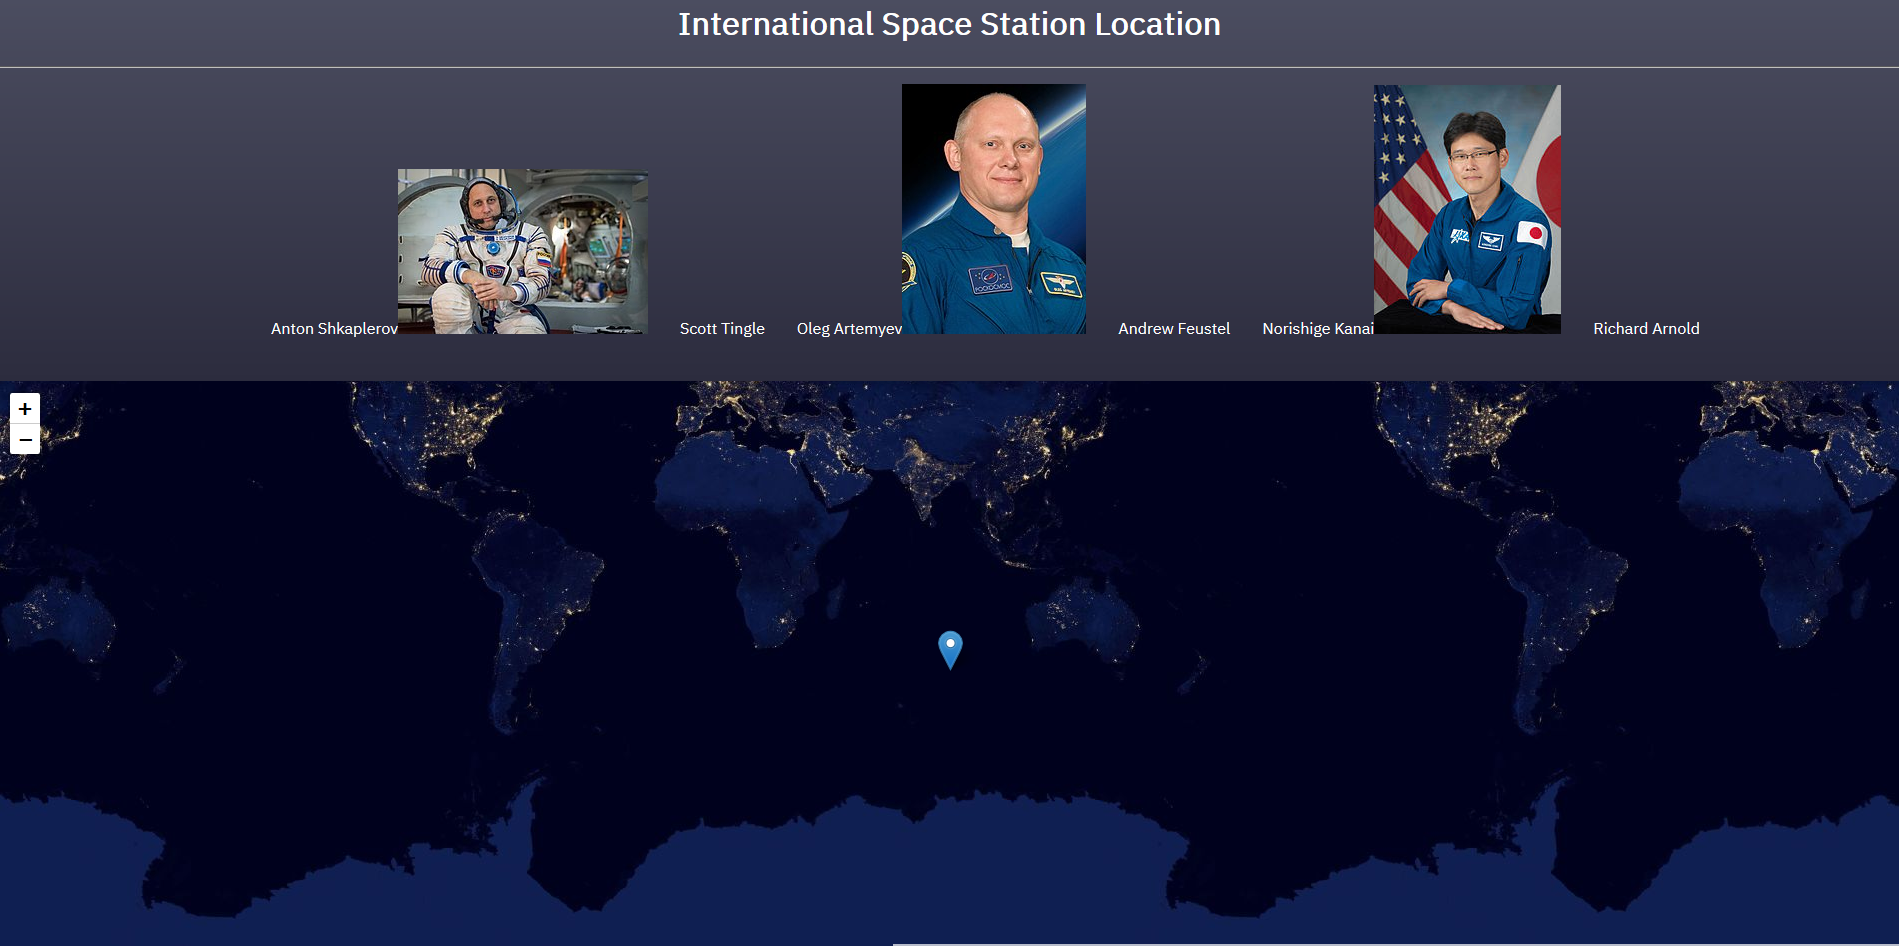 International Space Station Location
Anton Shkaplerov
Scott Tingle
Oleg Artemyev
Andrew Feustel
Norishige Kanai
Richard Arnold
+
−